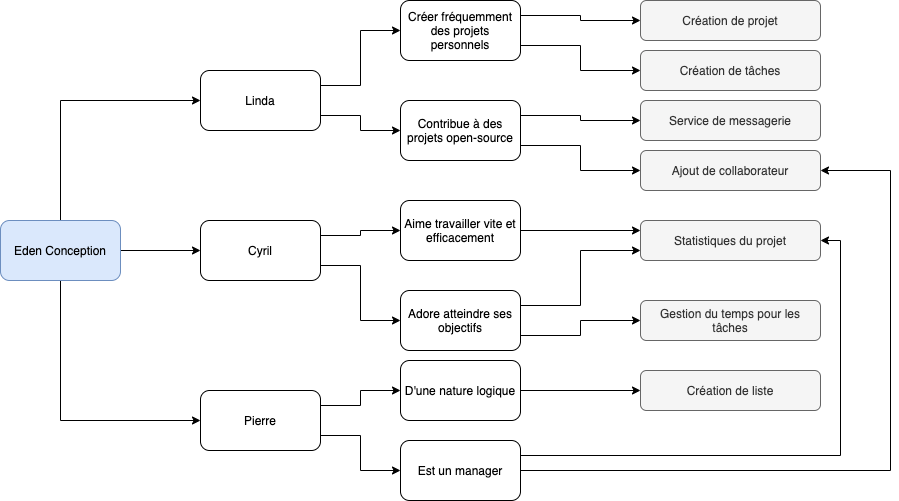 Créer fréquemment
des projets
personnels
Création de projet
Création de tâches
Linda
Contribue à des
projets open-source
Service de messagerie
Ajout de collaborateur
Eden Conception
Cyril
Aime travailler vite et
efficacement
Statistiques du projet
Adore atteindre ses
objectifs
Gestion du temps pour les
tâches
Pierre
D'une nature logique
Création de liste
Est un manager